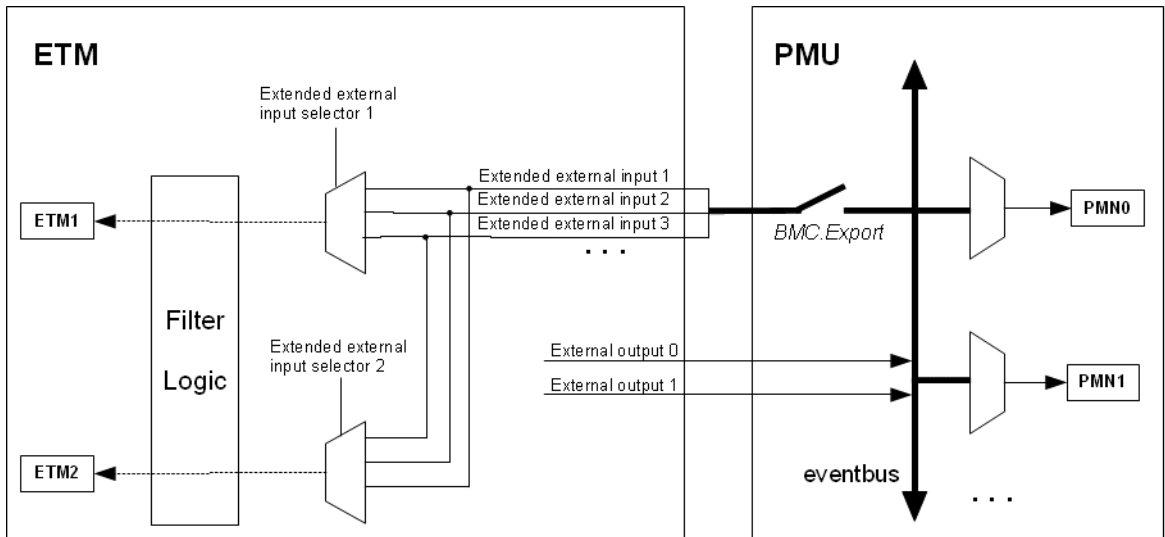 ETM
PMU
Extended external
input selector 1
Extended external input 1
Extended external input 2
Extended external input 3
. . .
BMC.Export
ETM1
PMN0
Filter
Logic
Extended external
input selector 2
External output 0
External output 1
PMN1
ETM2
eventbus
. . .